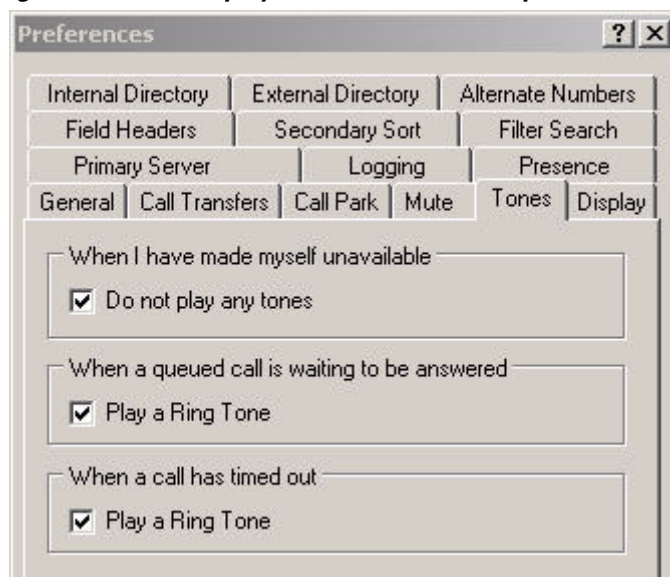 Preferences
? X
Internal Directory External Directory Alternate Numbers
Field Headers Secondary Sort Filter Search
Primary Server Logging Presence
General Call Transfers Call Park Mute Tones Display
When I have made myself unavailable
Do not play any tones
When a queued call is waiting to be answered
Play a Ring Tone
When a call has timed out
Play a Ring Tone